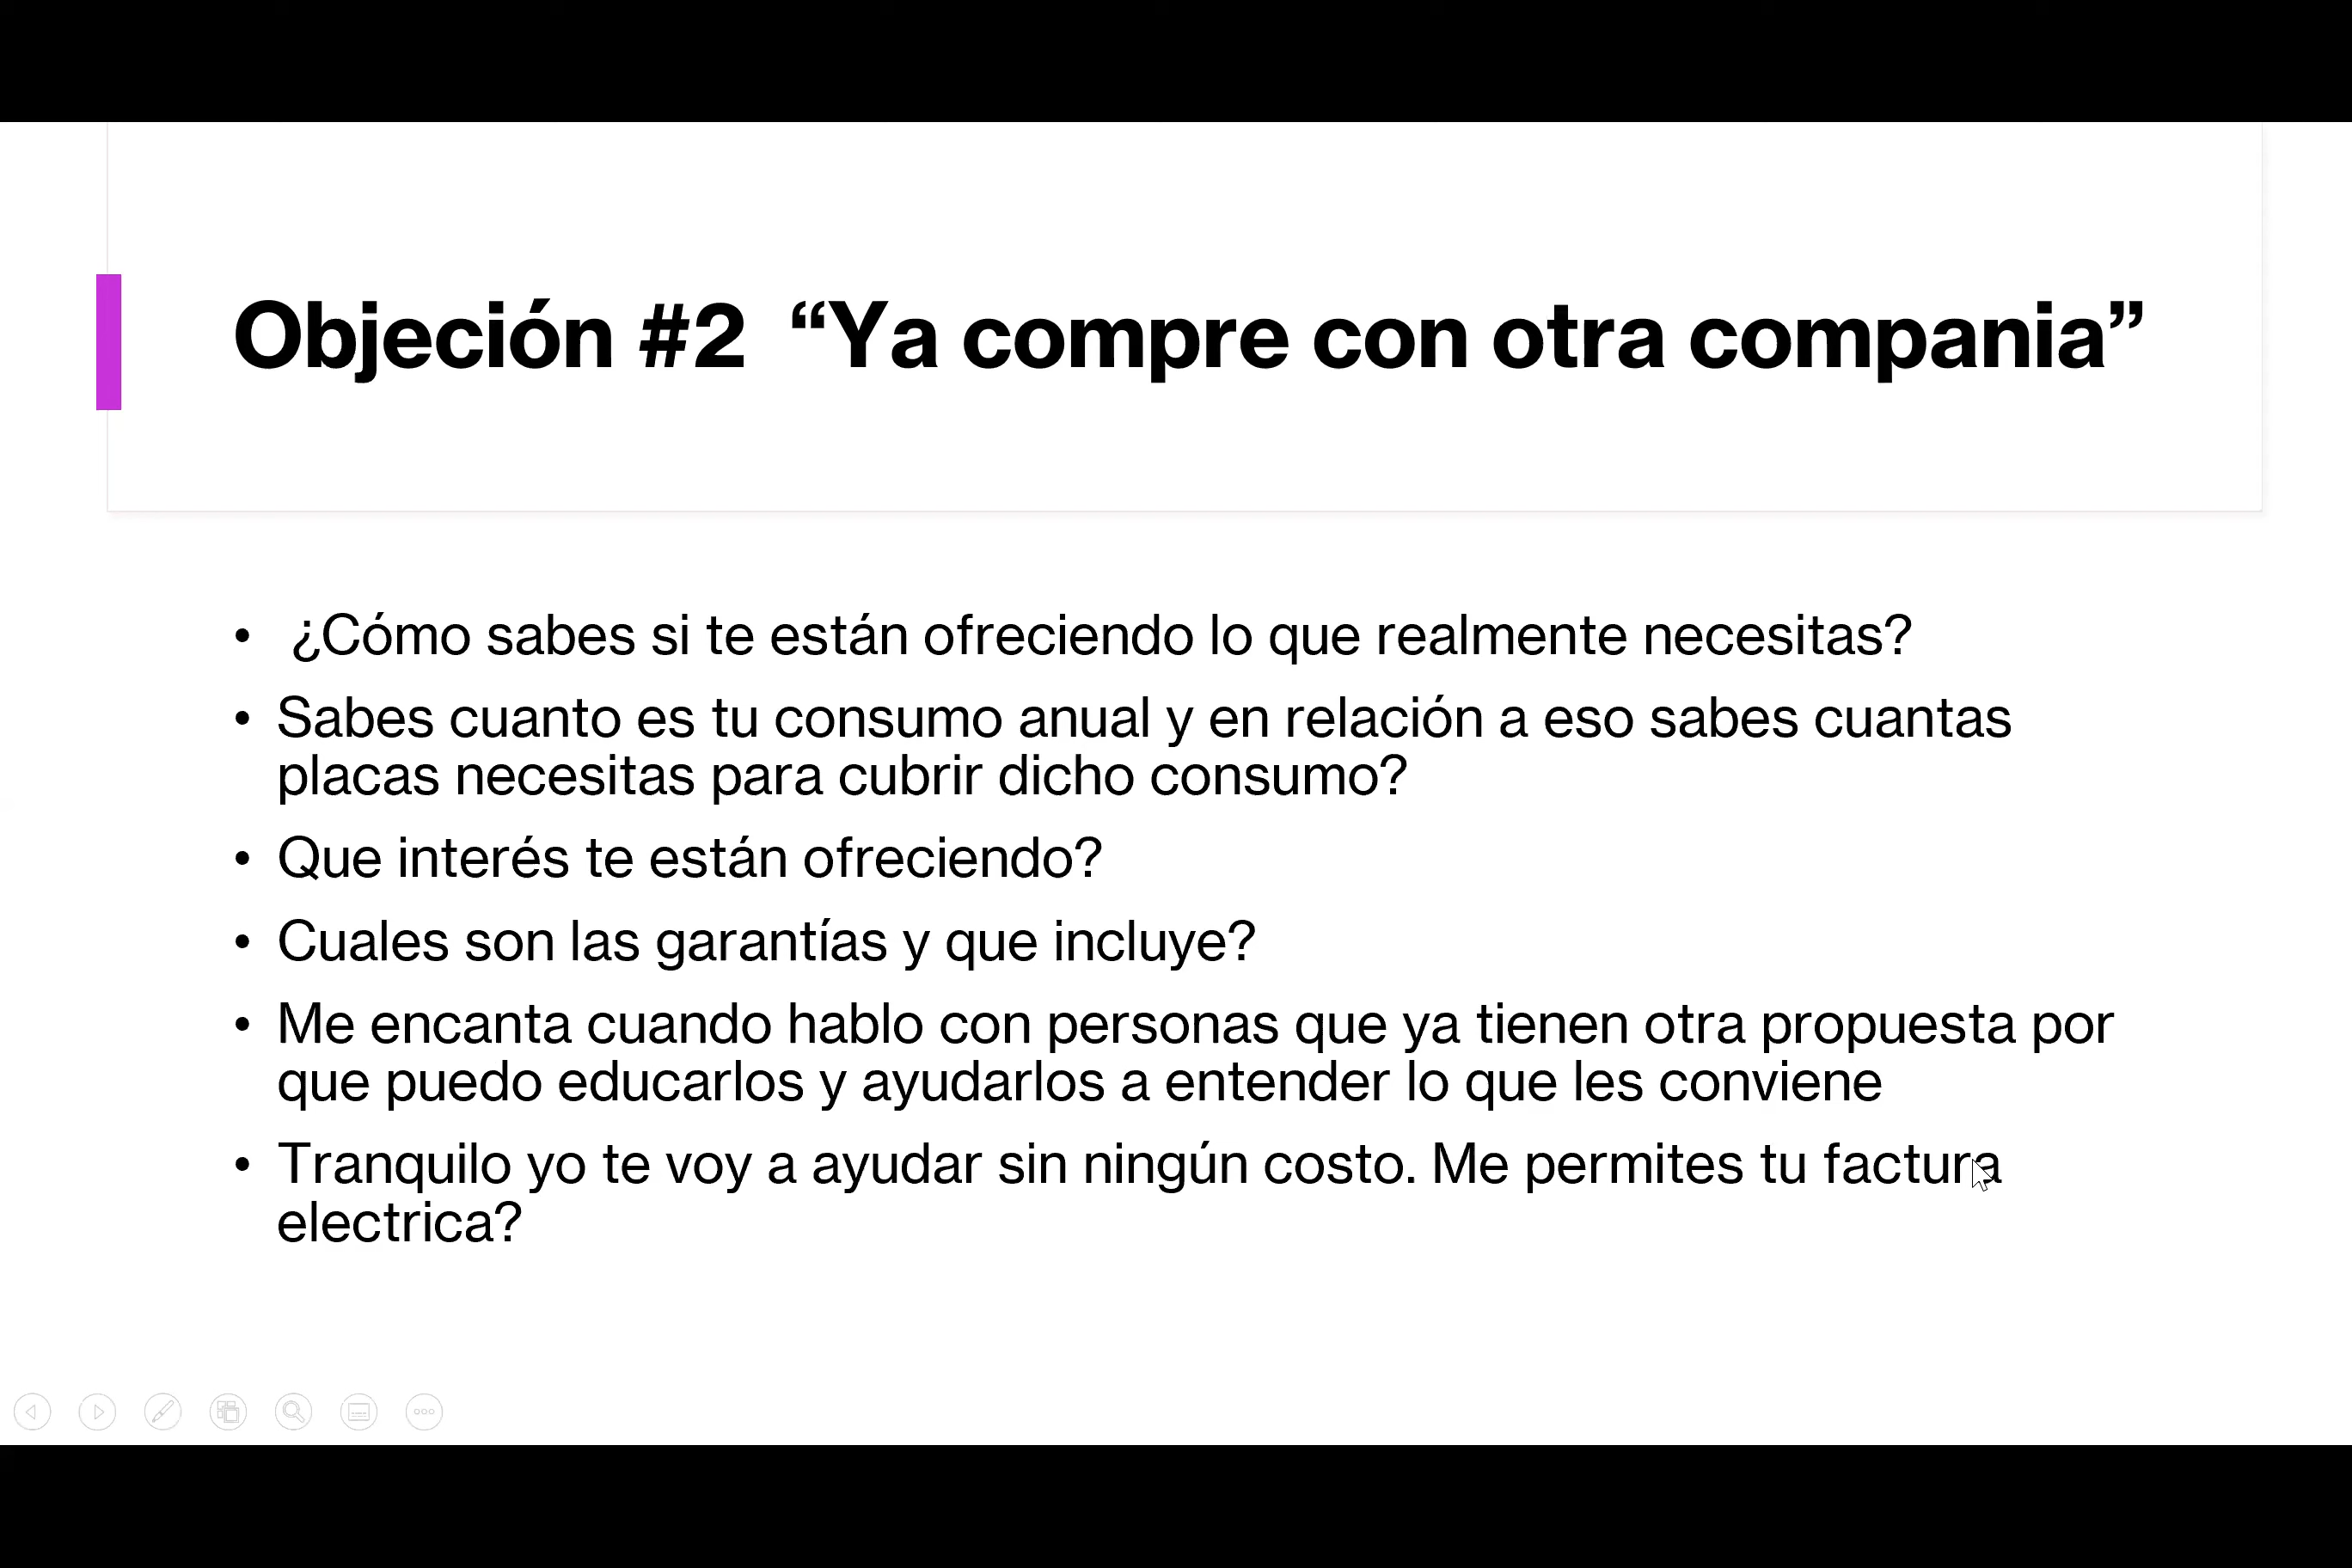 Objeción #2 “Ya compre con otra compania”
• ¿Cómo sabes si te están ofreciendo lo que realmente necesitas?
• Sabes cuanto es tu consumo anual y en relación a eso sabes cuantas
placas necesitas para cubrir dicho consumo?
• Que interés te están ofreciendo?
• Cuales son las garantías y que incluye?
• Me encanta cuando hablo con personas que ya tienen otra propuesta por
que puedo educarlos y ayudarlos a entender lo que les conviene
• Tranquilo yo te voy a ayudar sin ningún costo. Me permites tu factura
electrica?